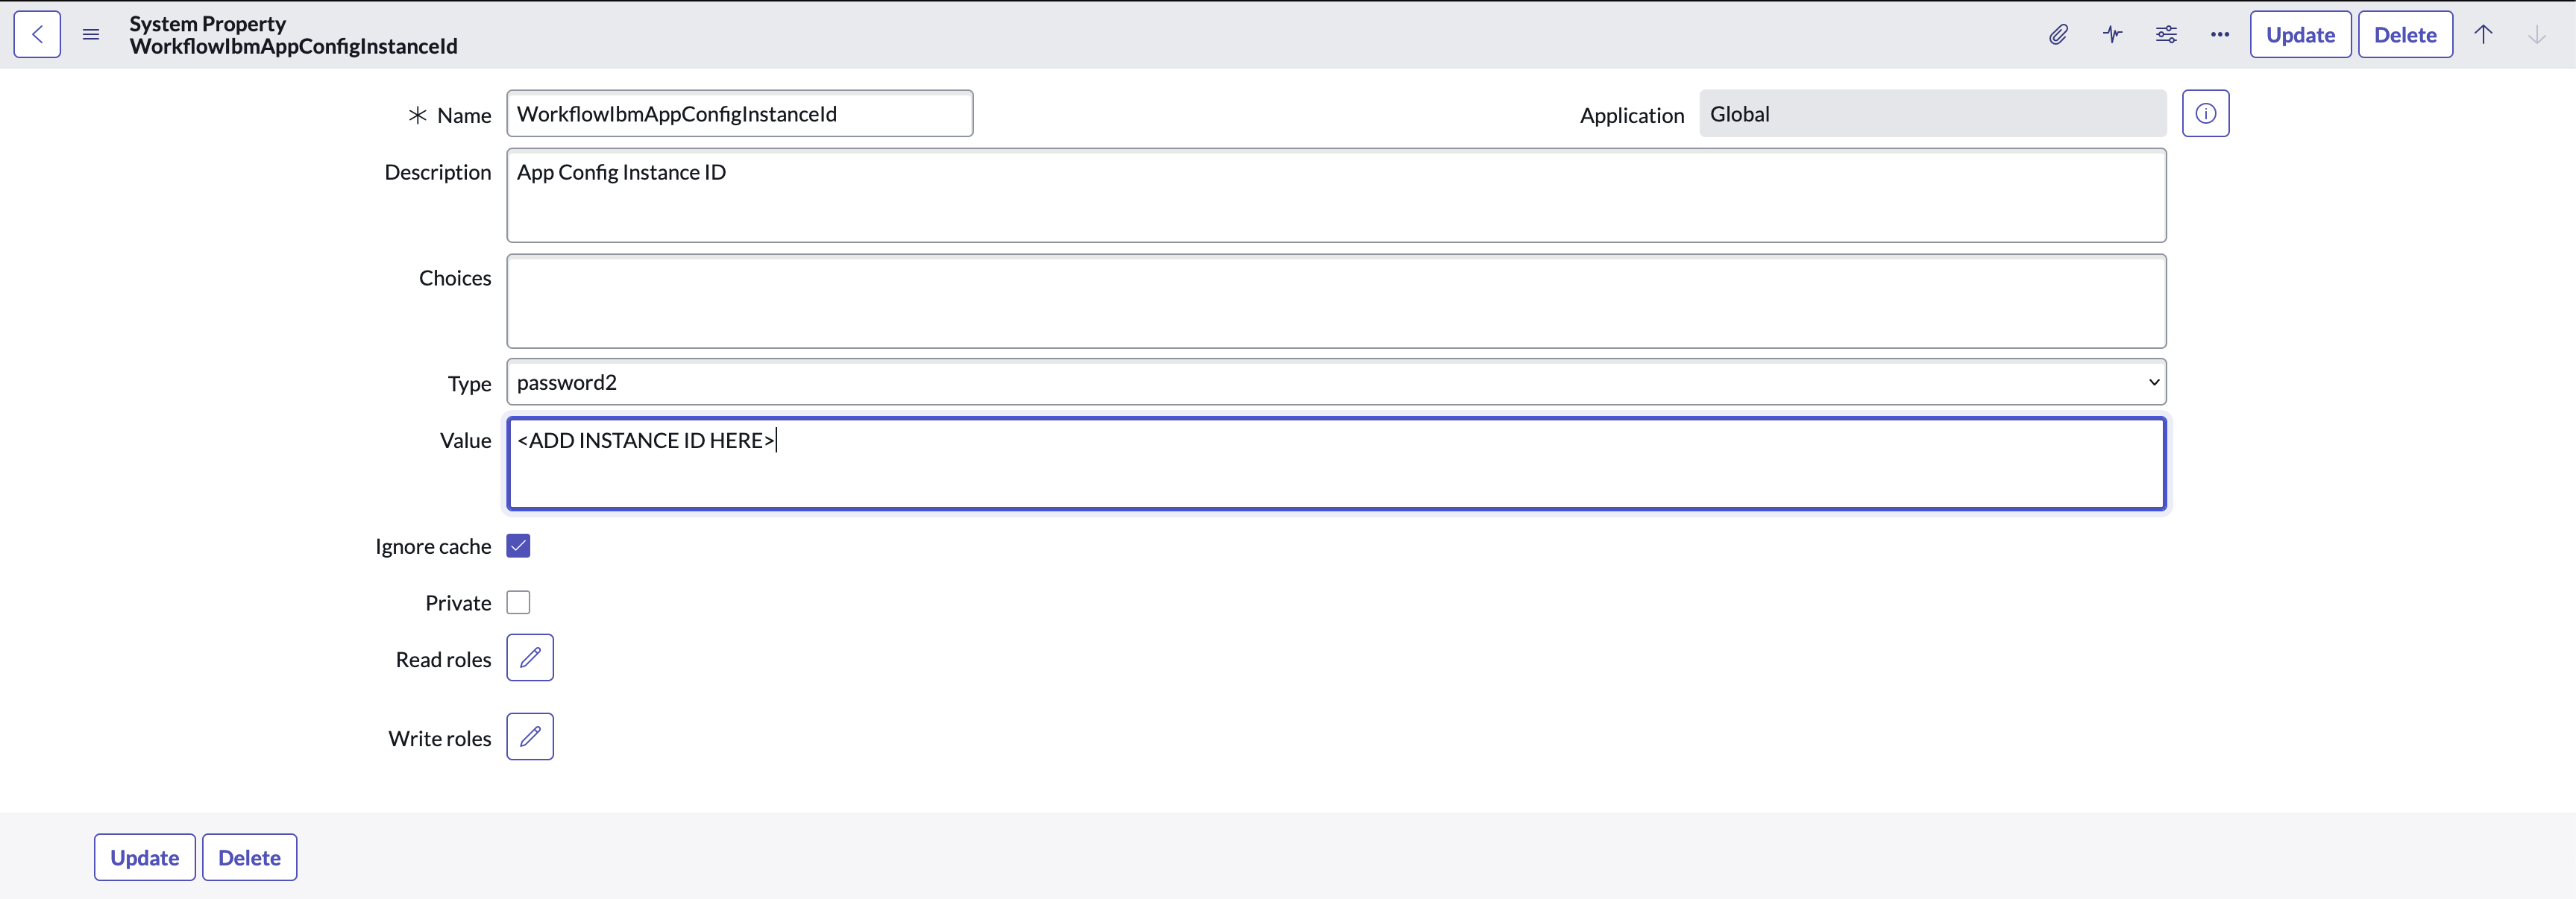 System Property
WorkflowIbmAppConfigInstanceId
Update
Delete
Name
WorkflowIbmAppConfigInstanceId
Application
Global
Description
App Config Instance ID
Choices
Type
password2
Value
<ADD INSTANCE ID HERE>
Ignore cache
Private
Read roles
Write roles
Update
Delete